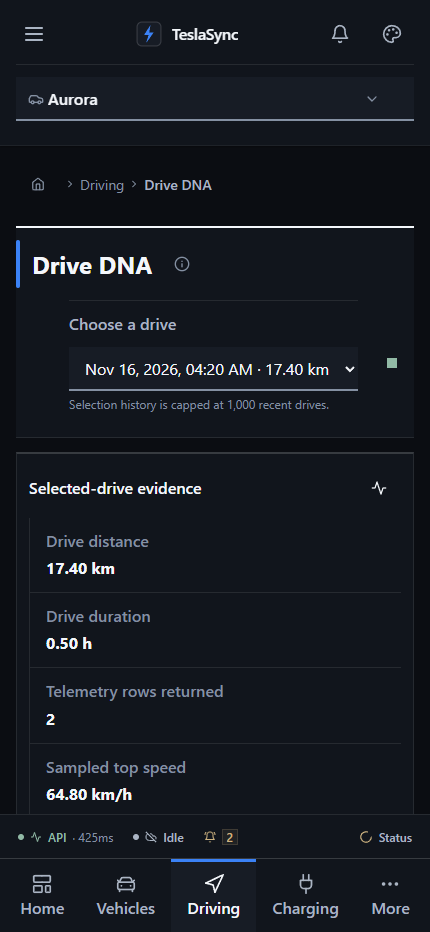 TeslaSync
Aurora
Driving
Drive DNA
Drive DNA
Choose a drive
Nov 16, 2026, 04:20 AM · 17.40 km
Selection history is capped at 1,000 recent drives.
Selected-drive evidence
Drive distance
17.40 km
Drive duration
0.50 h
Telemetry rows returned
2
Sampled top speed
64.80 km/h
API · 425ms
Idle
2
Status
Home
Vehicles
Driving
Charging
More